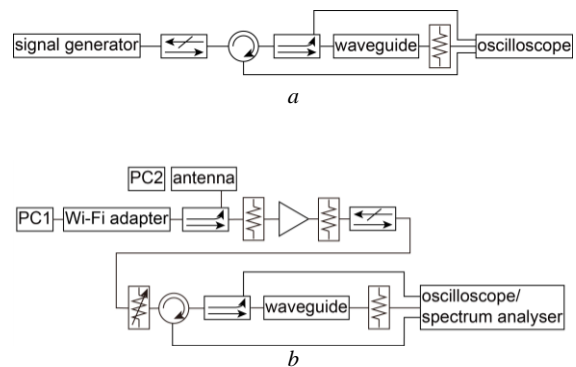 signal generator
waveguide
oscilloscope
a
PC2 antenna
PC1 Wi-Fi adapter
waveguide
oscilloscope/
spectrum analyser
b